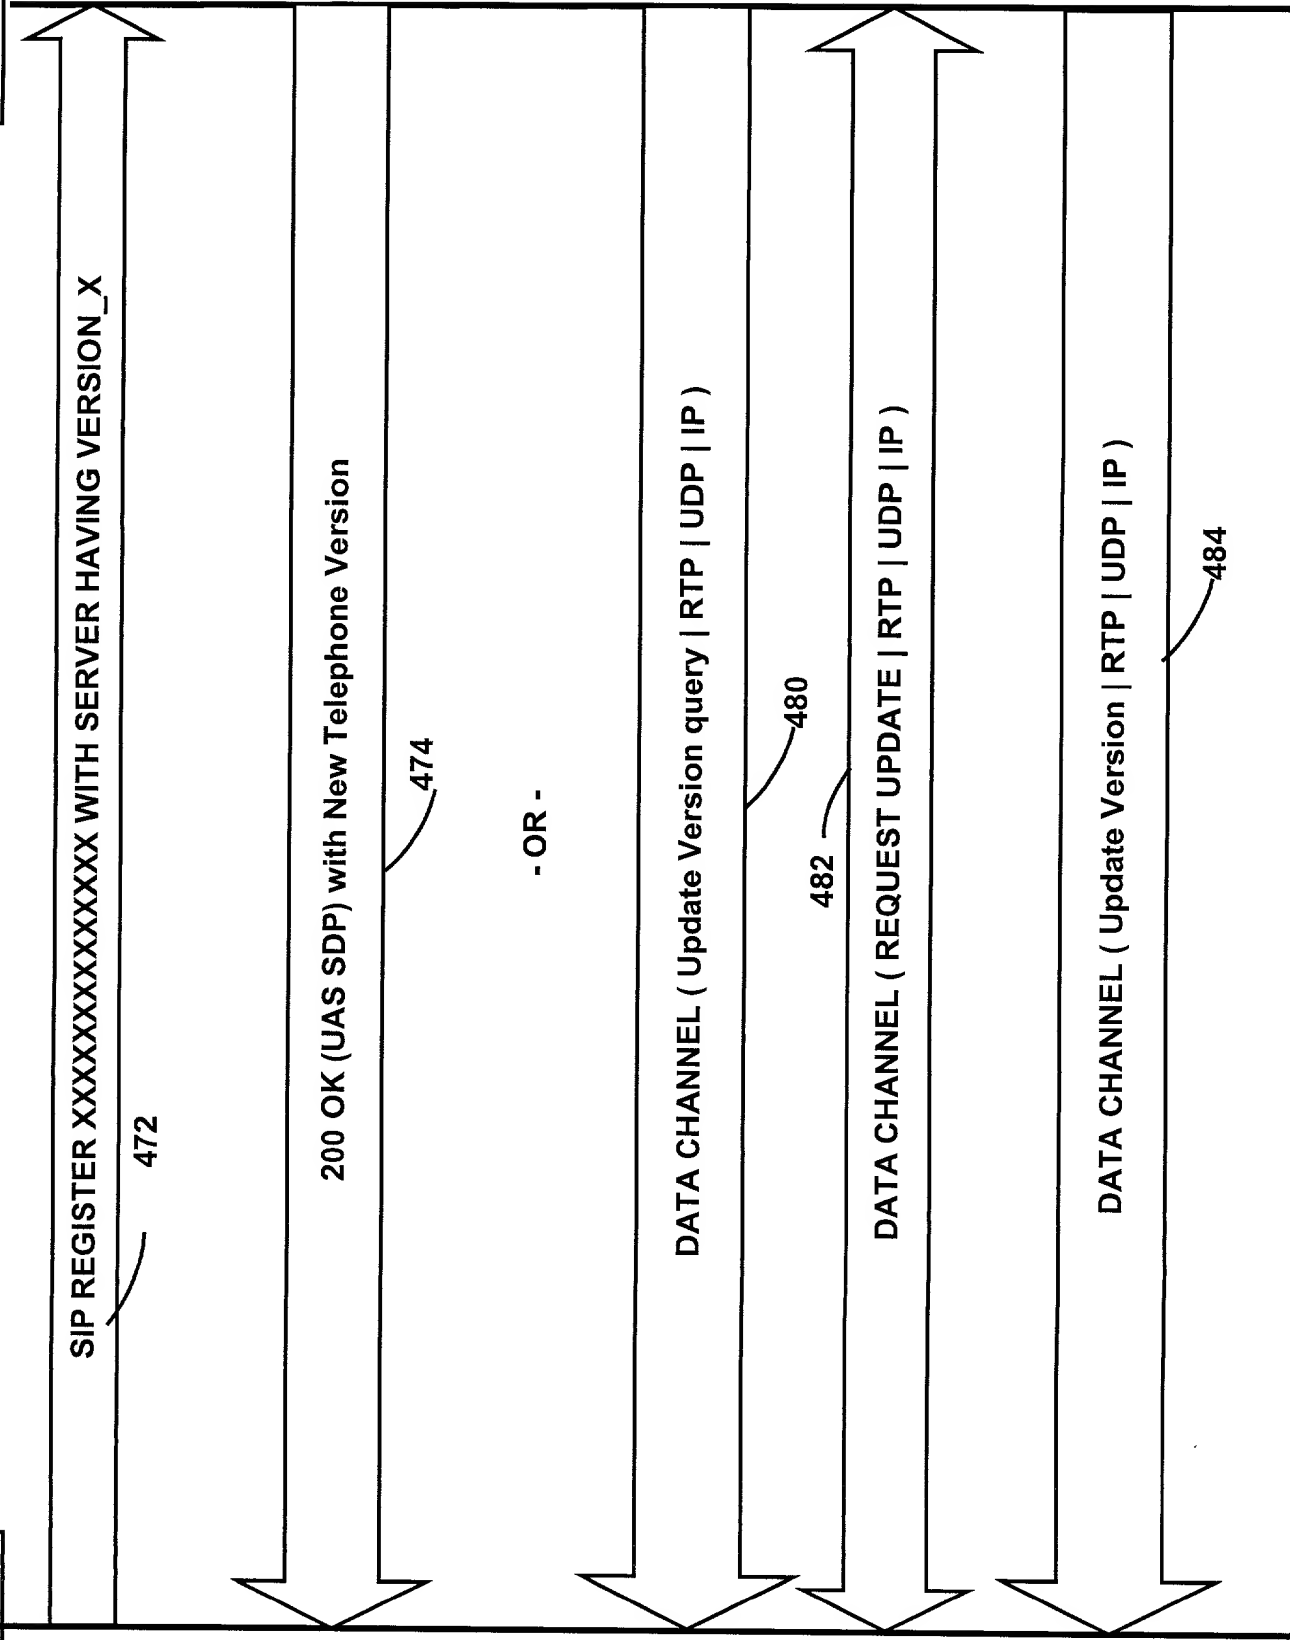 SIP REGISTER XXXXXXXXXXXXXXX WITH SERVER HAVING VERSION_X
472
200 OK (UAS SDP) with New Telephone Version
474
- OR -
DATA CHANNEL ( Update Version query | RTP | UDP | IP )
480
482
DATA CHANNEL ( REQUEST UPDATE | RTP | UDP | IP )
DATA CHANNEL ( Update Version | RTP | UDP | IP )
484